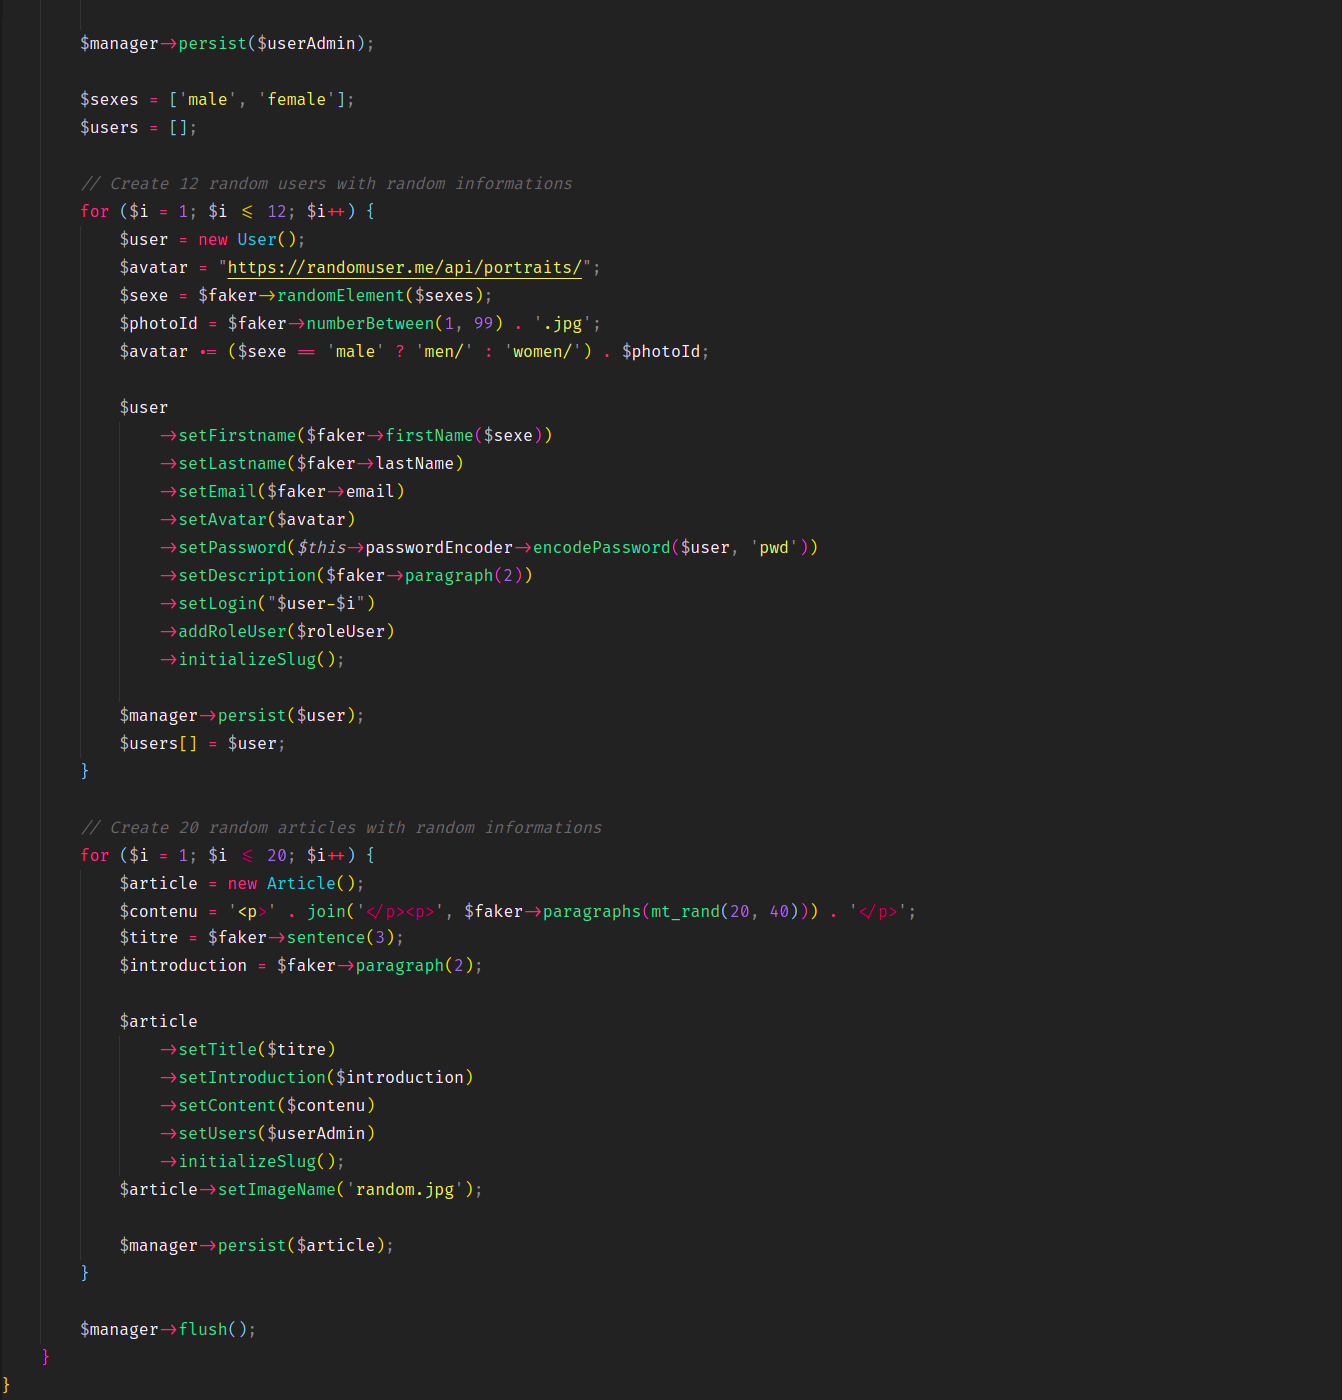 $manager->persist($userAdmin);
$sexes = ['male', 'female'];
$users = [];
// Create 12 random users with random informations
for ($i = 1; $i <= 12; $i++) {
$user = new User();
$avatar = "https://randomuser.me/api/portraits/";
$sexe = $faker->randomElement($sexes);
$photoId = $faker->numberBetween(1, 99) . '.jpg';
$avatar .= ($sexe == 'male' ? 'men/' : 'women/') . $photoId;
$user
->setFirstname($faker->firstName($sexe))
->setLastname($faker->lastName)
->setEmail($faker->email)
->setAvatar($avatar)
->setPassword($this->passwordEncoder->encodePassword($user, 'pwd'))
->setDescription($faker->paragraph(2))
->setLogin("$user-$i")
->addRoleUser($roleUser)
->initializeSlug();
$manager->persist($user);
$users[] = $user;
}
// Create 20 random articles with random informations
for ($i = 1; $i <= 20; $i++) {
$article = new Article();
$contenu = '<p>' . join('</p><p>', $faker->paragraphs(mt_rand(20, 40))) . '</p>';
$titre = $faker->sentence(3);
$introduction = $faker->paragraph(2);
$article
->setTitle($titre)
->setIntroduction($introduction)
->setContent($contenu)
->setUsers($userAdmin)
->initializeSlug();
$article->setImageName('random.jpg');
$manager->persist($article);
}
$manager->flush();
}
}